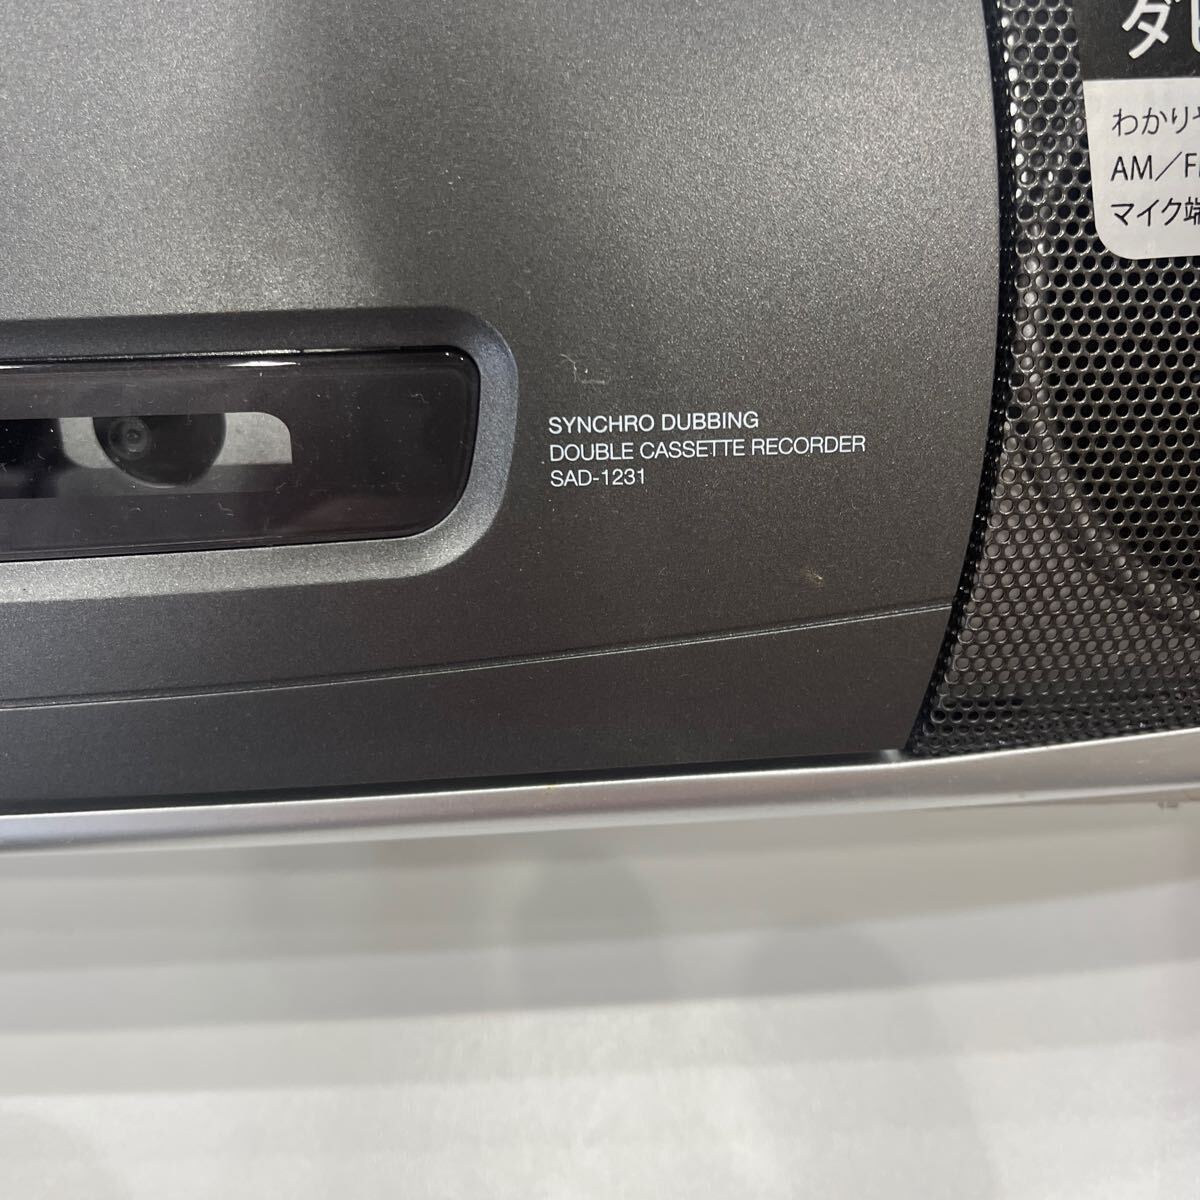 わかり
AM／F
マイク端
SYNCHRO DUBBING
DOUBLE CASSETTE RECORDER
SAD-1231